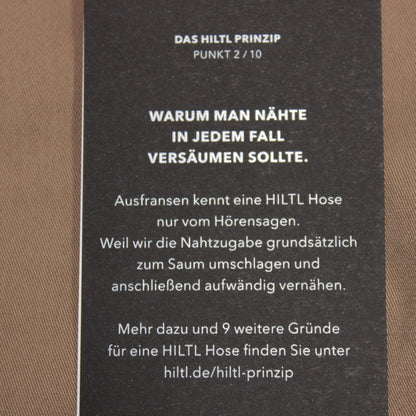 DAS HILTL PRINZIP
PUNKT 2 / 10
WARUM MAN NÄHTE
IN JEDEM FALL
VERSÄUMEN SOLLTE.
Ausfransen kennt eine HILTL Hose
nur vom Hörensagen.
Weil wir die Nahtzugabe grundsätzlich
zum Saum umschlagen und
anschließend aufwändig vernähen.
Mehr dazu und 9 weitere Gründe
für eine HILTL Hose finden Sie unter
hiltl.de/hiltl-prinzip